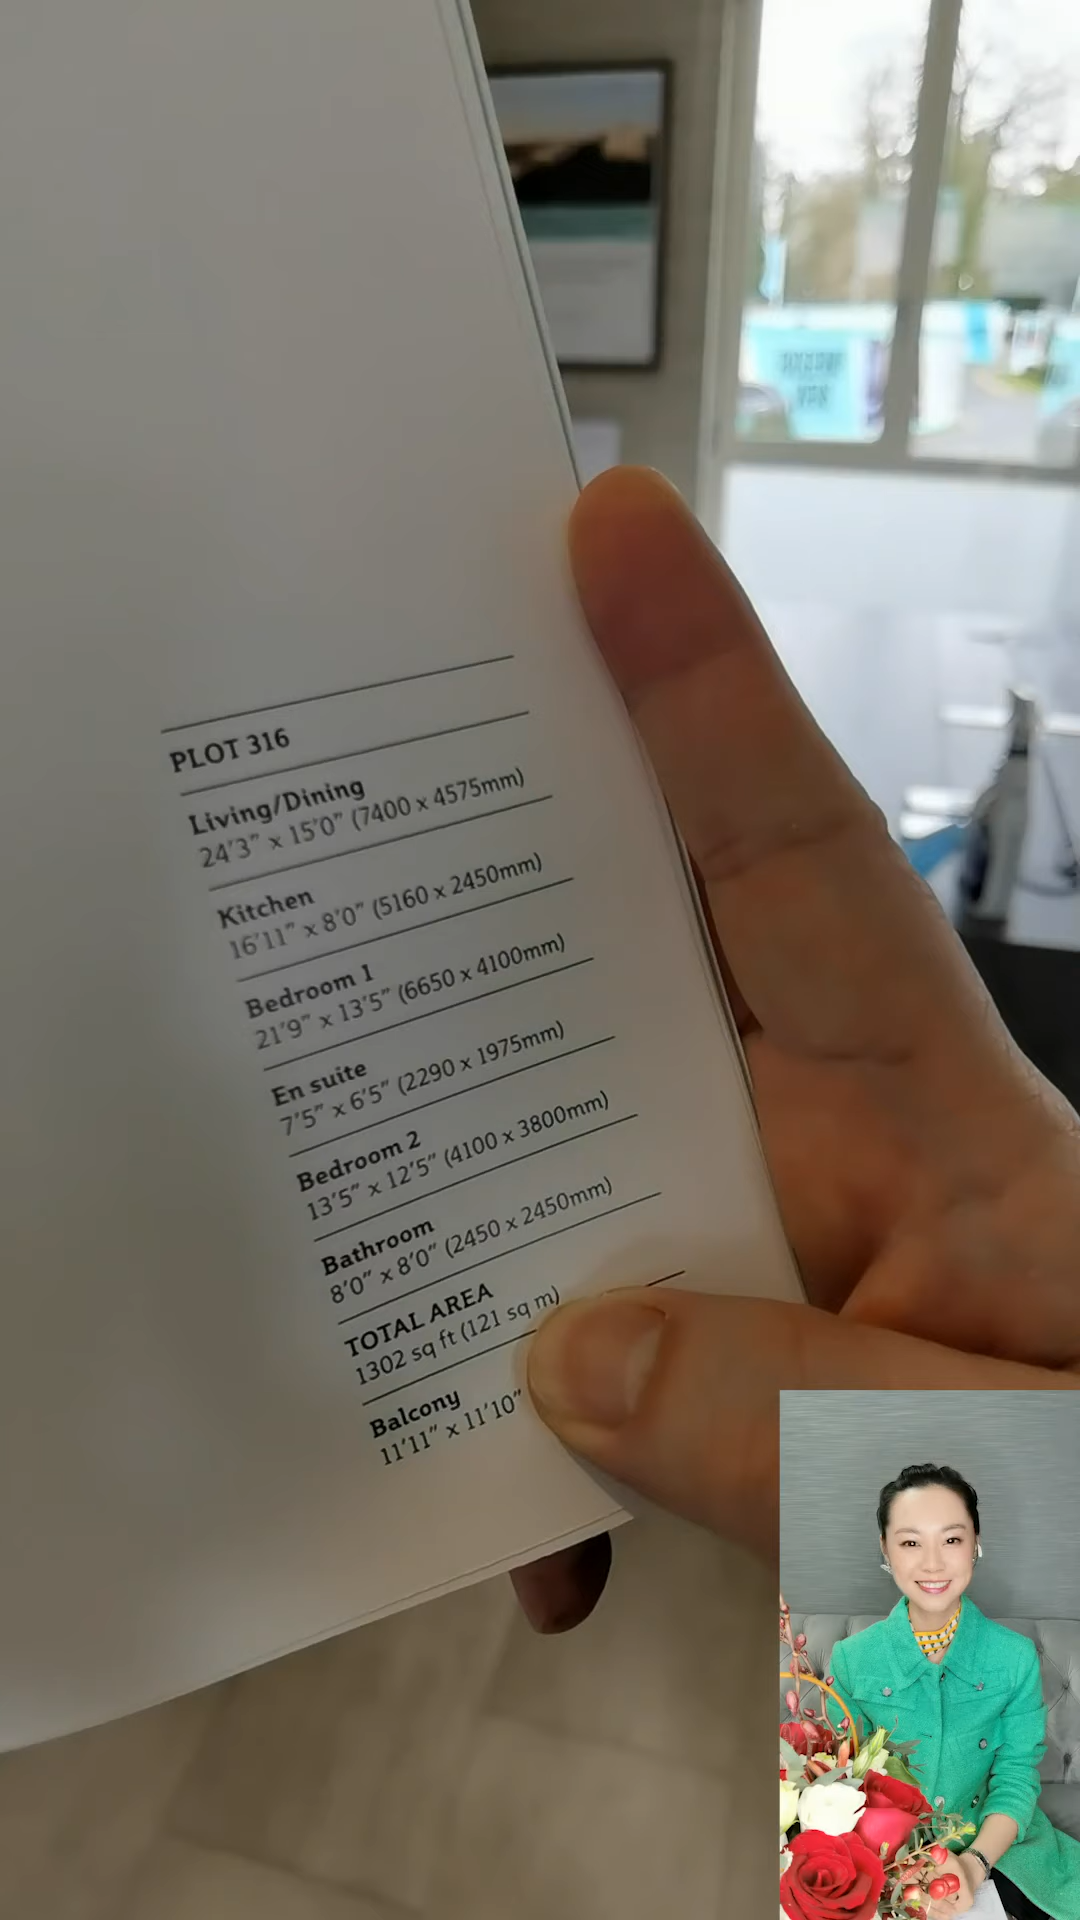 PLOT 316
Living/Dining
24'3" x 15'0" (7400 x 4575mm)
Kitchen
16'11" x 8'0" (5160 x 2450mm)
Bedroom 1
21'9" x 13'5" (6650 x 4100mm)
En suite
7'5" x 6'5" (2290 x 1975mm)
Bedroom 2
13'5" x 12'5" (4100 x 3800mm)
Bathroom
8'0" x 8'0" (2450 x 2450mm)
TOTAL AREA
1302 sq ft (121 sq m)
Balcony
11'11" x 11'10"